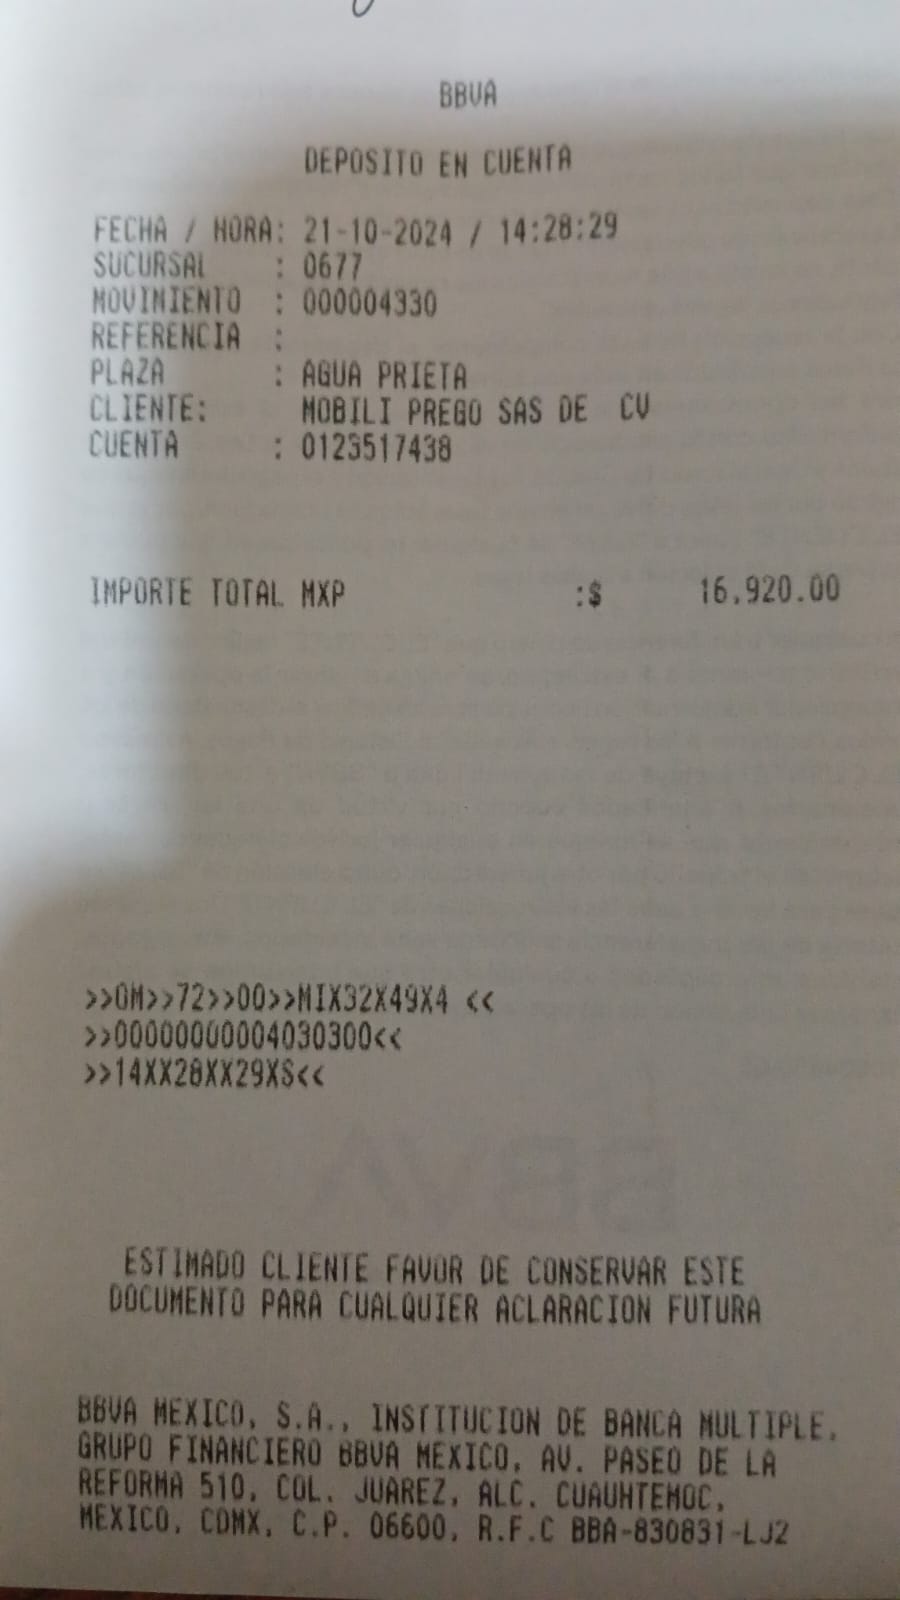 BBVA
DEPOSITO EN CUENTA
FECHA / HORA: 21-10-2024 / 14:28:29
SUCURSAL : 0677
MOVIMIENTO : 000004330
REFERENCIA :
PLAZA : AGUA PRIETA
CLIENTE: MOBILI PREGO SAS DE CV
CUENTA : 0123517438
IMPORTE TOTAL MXP :$ 16,920.00
>>OM>>72>>00>>MIX32X49X4 <<
>>00000000004030300<<
>>14XX28XX29XS<<
ESTIMADO CLIENTE FAVOR DE CONSERVAR ESTE
DOCUMENTO PARA CUALQUIER ACLARACION FUTURA
BBVA MEXICO, S.A., INSTITUCION DE BANCA MULTIPLE,
GRUPO FINANCIERO BBVA MEXICO, AV. PASEO DE LA
REFORMA 510, COL. JUAREZ, ALC. CUAUHTEMOC,
MEXICO, CDMX, C.P. 06600, R.F.C BBA-830831-LJ2